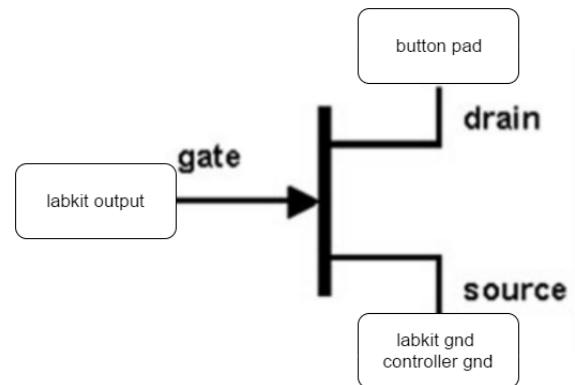 button pad
drain
gate
labkit output
source
labkit gnd
controller gnd